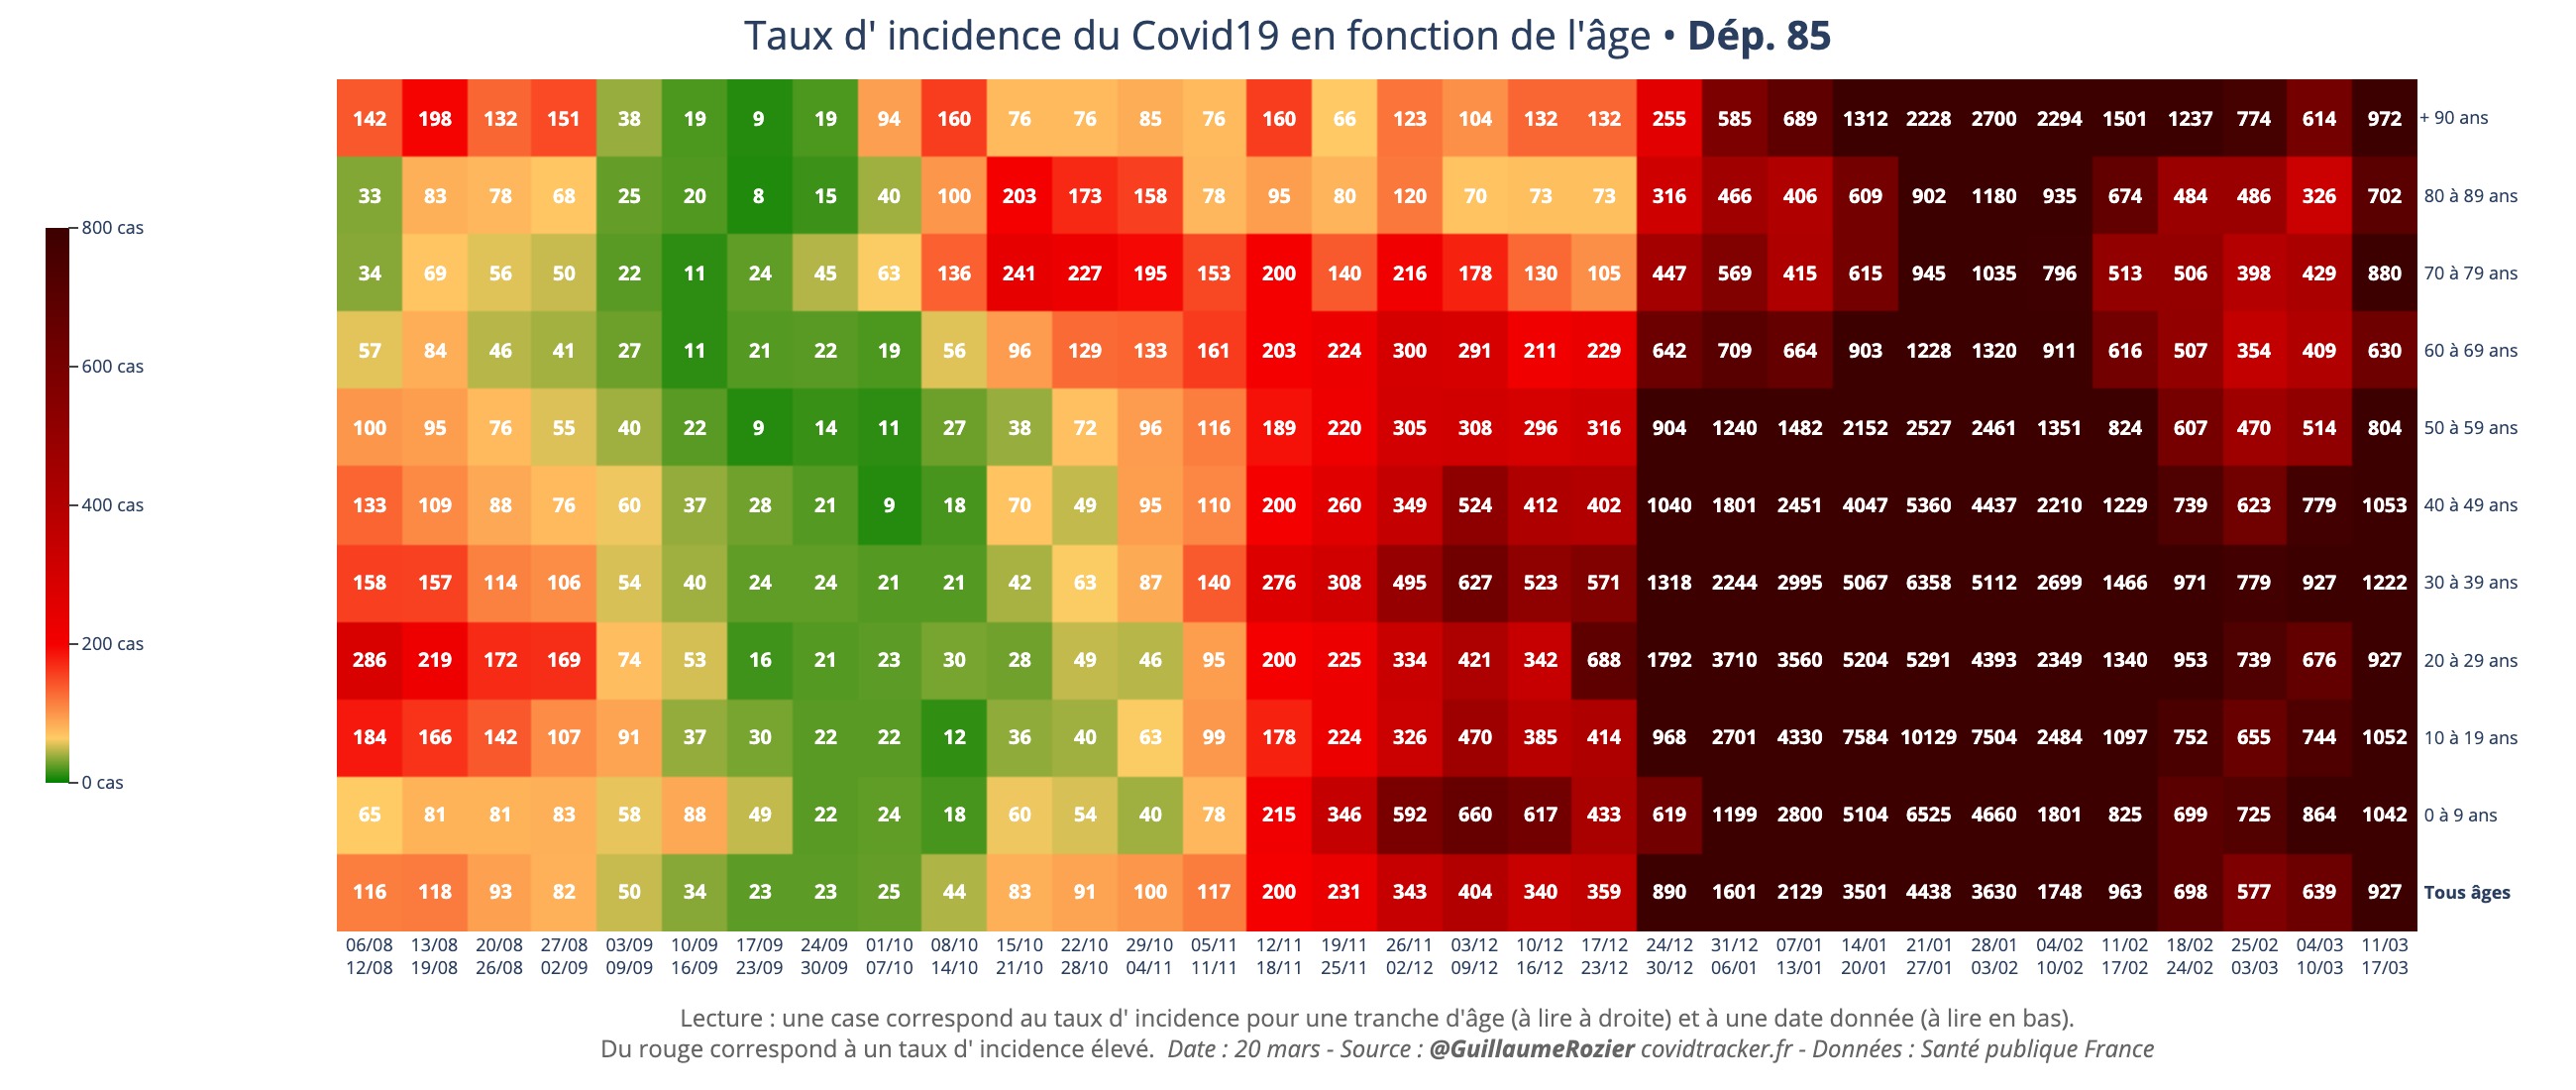 Taux d' incidence du Covid19 en fonction de l'âge • Dép. 85
800 cas
600 cas
400 cas
200 cas
0 cas
142 198 132 151 38 19 9 19 94 160 76 76 85 76 160 66 123 104 132 132 255 585 689 1312 2228 2700 2294 1501 1237 774 614 972 + 90 ans
33 83 78 68 25 20 8 15 40 100 203 173 158 78 95 80 120 70 73 73 316 466 406 609 902 1180 935 674 484 486 326 702 80 à 89 ans
34 69 56 50 22 11 24 45 63 136 241 227 195 153 200 140 216 178 130 105 447 569 415 615 945 1035 796 513 506 398 429 880 70 à 79 ans
57 84 46 41 27 11 21 22 19 56 96 129 133 161 203 224 300 291 211 229 642 709 664 903 1228 1320 911 616 507 354 409 630 60 à 69 ans
100 95 76 55 40 22 9 14 11 27 38 72 96 116 189 220 305 308 296 316 904 1240 1482 2152 2527 2461 1351 824 607 470 514 804 50 à 59 ans
133 109 88 76 60 37 28 21 9 18 70 49 95 110 200 260 349 524 412 402 1040 1801 2451 4047 5360 4437 2210 1229 739 623 779 1053 40 à 49 ans
158 157 114 106 54 40 24 24 21 21 42 63 87 140 276 308 495 627 523 571 1318 2244 2995 5067 6358 5112 2699 1466 971 779 927 1222 30 à 39 ans
286 219 172 169 74 53 16 21 23 30 28 49 46 95 200 225 334 421 342 688 1792 3710 3560 5204 5291 4393 2349 1340 953 739 676 927 20 à 29 ans
184 166 142 107 91 37 30 22 22 12 36 40 63 99 178 224 326 470 385 414 968 2701 4330 7584 10129 7504 2484 1097 752 655 744 1052 10 à 19 ans
65 81 81 83 58 88 49 22 24 18 60 54 40 78 215 346 592 660 617 433 619 1199 2800 5104 6525 4660 1801 825 699 725 864 1042 0 à 9 ans
116 118 93 82 50 34 23 23 25 44 83 91 100 117 200 231 343 404 340 359 890 1601 2129 3501 4438 3630 1748 963 698 577 639 927 Tous âges
06/08 13/08 20/08 27/08 03/09 10/09 17/09 24/09 01/10 08/10 15/10 22/10 29/10 05/11 12/11 19/11 26/11 03/12 10/12 17/12 24/12 31/12 07/01 14/01 21/01 28/01 04/02 11/02 18/02 25/02 04/03 11/03
12/08 19/08 26/08 02/09 09/09 16/09 23/09 30/09 07/10 14/10 21/10 28/10 04/11 11/11 18/11 25/11 02/12 09/12 16/12 23/12 30/12 06/01 13/01 20/01 27/01 03/02 10/02 17/02 24/02 03/03 10/03 17/03
Lecture : une case correspond au taux d' incidence pour une tranche d'âge (à lire à droite) et à une date donnée (à lire en bas).
Du rouge correspond à un taux d' incidence élevé. Date : 20 mars - Source : @GuillaumeRozier covidtracker.fr - Données : Santé publique France